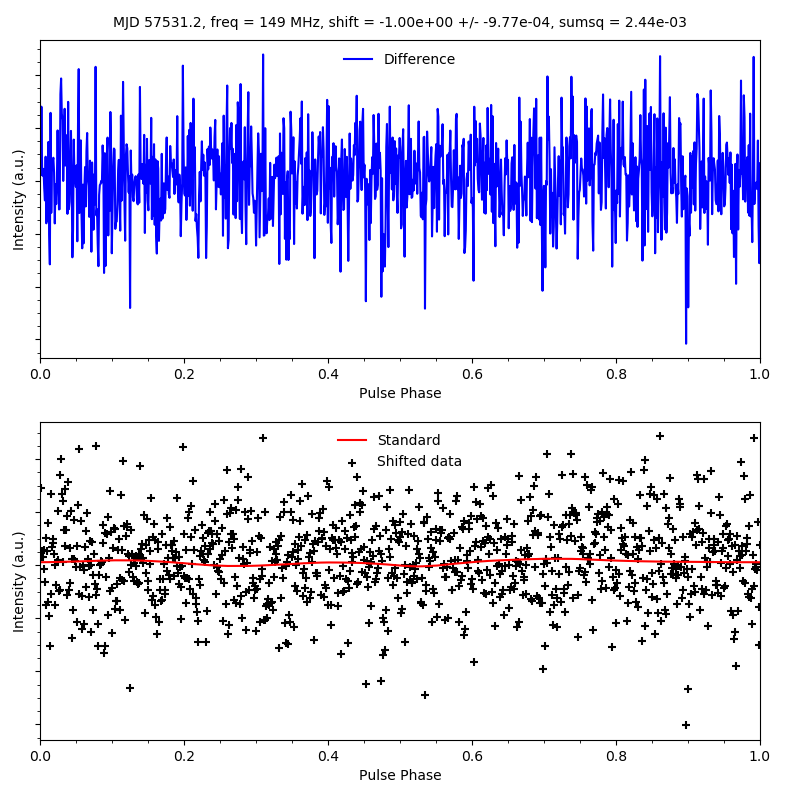 MJD 57531.2, freq = 149 MHz, shift = -1.00e+00 +/- -9.77e-04, sumsq = 2.44e-03
Difference
Intensity (a.u.)
0.0 0.2 0.4 0.6 0.8 1.0
Pulse Phase
Standard
Shifted data
Intensity (a.u.)
0.0 0.2 0.4 0.6 0.8 1.0
Pulse Phase